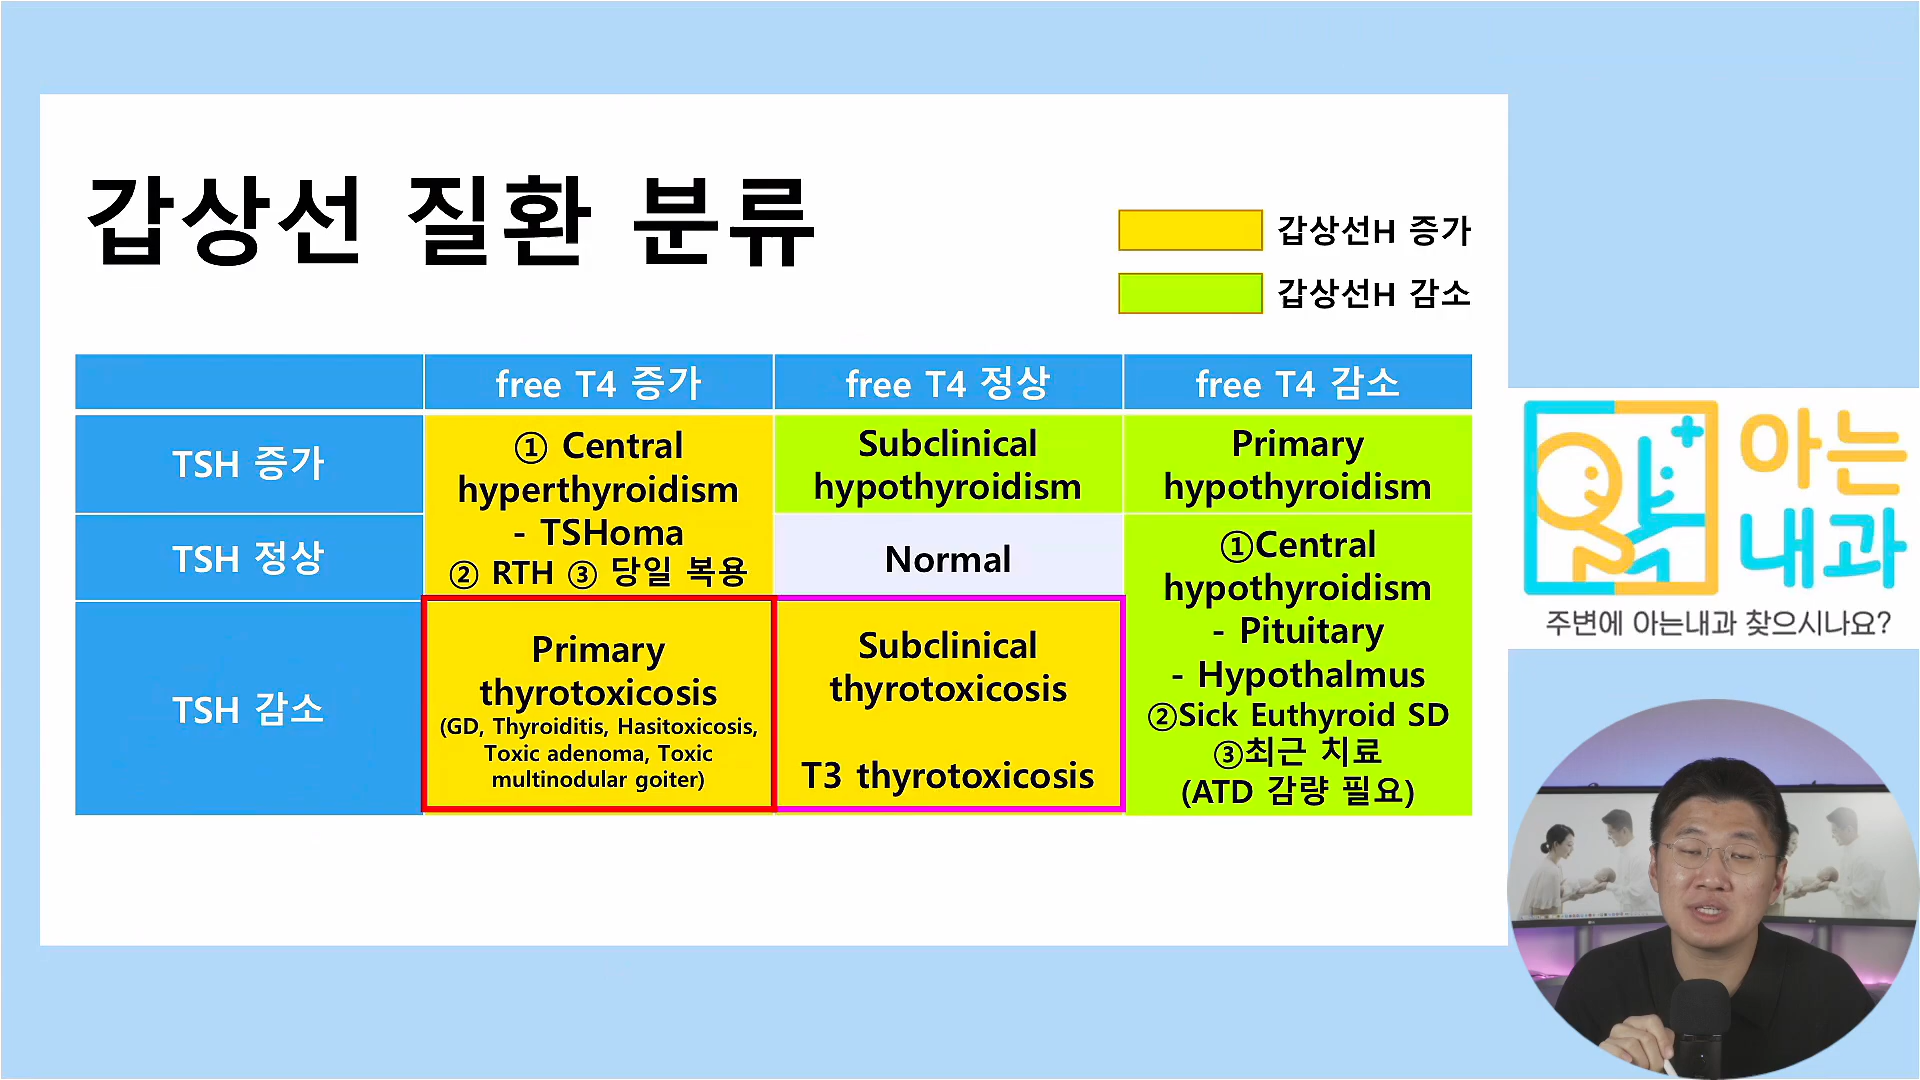 갑상선 질환 분류
갑상선H 증가
갑상선H 감소
free T4 증가
free T4 정상
free T4 감소
TSH 증가
① Central
hyperthyroidism
- TSHoma
② RTH ③ 당일 복용
Subclinical
hypothyroidism
Primary
hypothyroidism
TSH 정상
Normal
①Central
hypothyroidism
- Pituitary
- Hypothalmus
②Sick Euthyroid SD
③최근 치료
(ATD 감량 필요)
TSH 감소
Primary
thyrotoxicosis
(GD, Thyroiditis, Hasitoxicosis,
Toxic adenoma, Toxic
multinodular goiter)
Subclinical
thyrotoxicosis
T3 thyrotoxicosis
아는
내과
주변에 아는내과 찾으시나요?